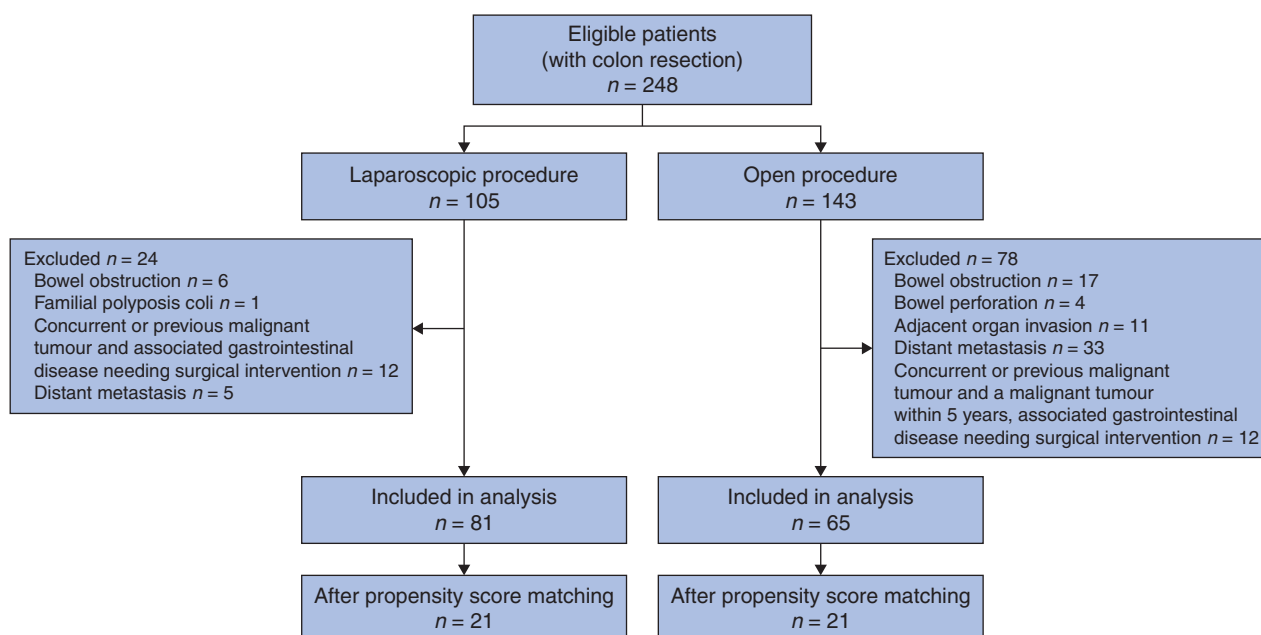 Eligible patients
(with colon resection)
n = 248
Laparoscopic procedure
n = 105
Open procedure
n = 143
Excluded n = 24
Bowel obstruction n = 6
Familial polyposis coli n = 1
Concurrent or previous malignant
tumour and associated gastrointestinal
disease needing surgical intervention n = 12
Distant metastasis n = 5
Excluded n = 78
Bowel obstruction n = 17
Bowel perforation n = 4
Adjacent organ invasion n = 11
Distant metastasis n = 33
Concurrent or previous malignant
tumour and a malignant tumour
within 5 years, associated gastrointestinal
disease needing surgical intervention n = 12
Included in analysis
n = 81
Included in analysis
n = 65
After propensity score matching
n = 21
After propensity score matching
n = 21